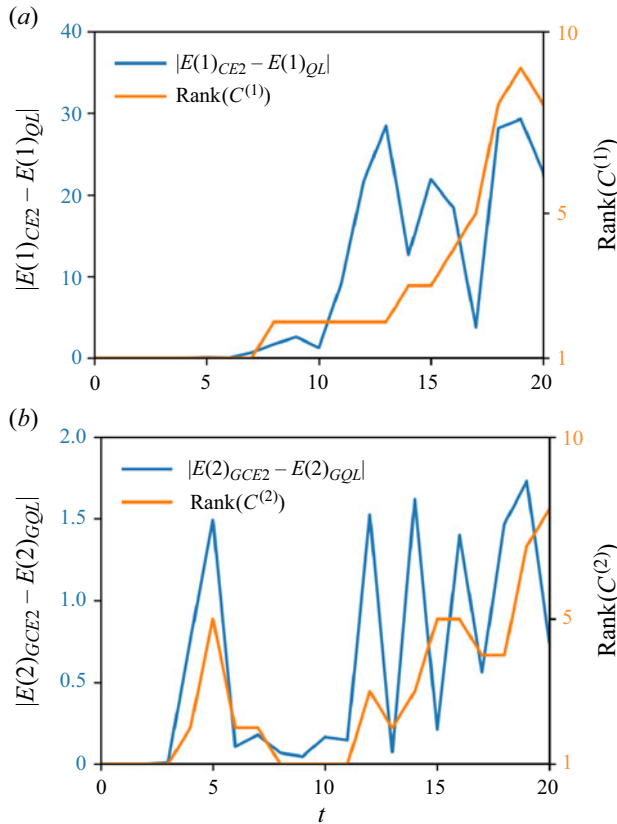 (a)
40
10
|E(1)CE2 – E(1)QL|
Rank(C(1))
30
20
5
10
0
1
0
5
10
15
20
|E(1)CE2 – E(1)QL|
Rank(C(1))
(b)
2.0
10
|E(2)GCE2 – E(2)GQL|
Rank(C(2))
1.5
1.0
5
0.5
0
1
0
5
10
15
20
t
|E(2)GCE2 – E(2)GQL|
Rank(C(2))